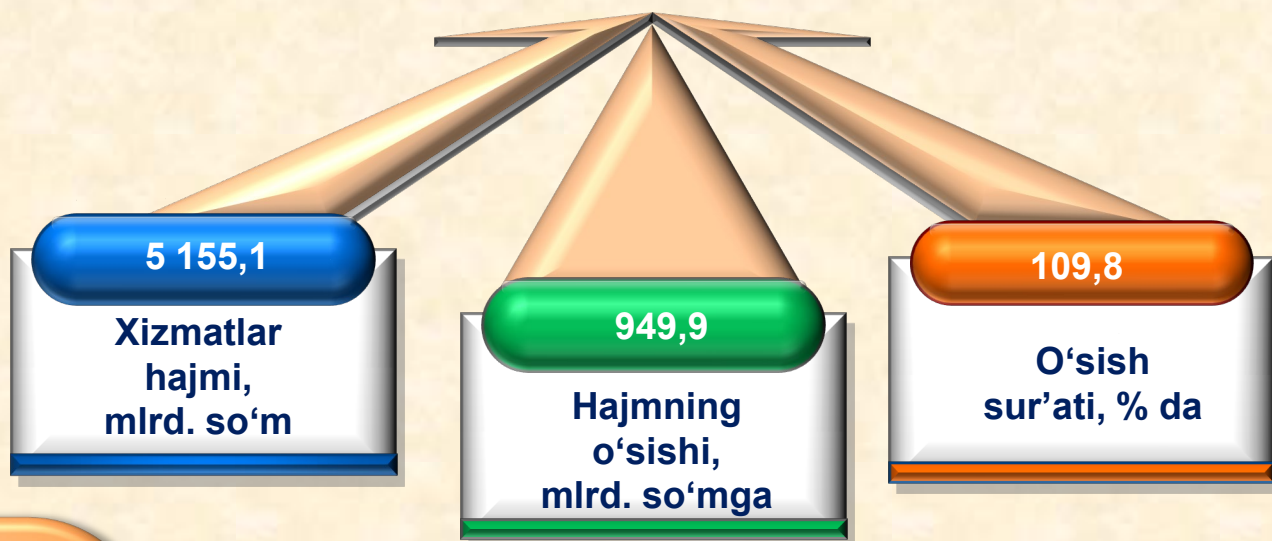 5 155,1
Xizmatlar
hajmi,
mlrd. so‘m
949,9
Hajmning
o‘sishi,
mlrd. so‘mga
109,8
O‘sish
sur’ati, % da